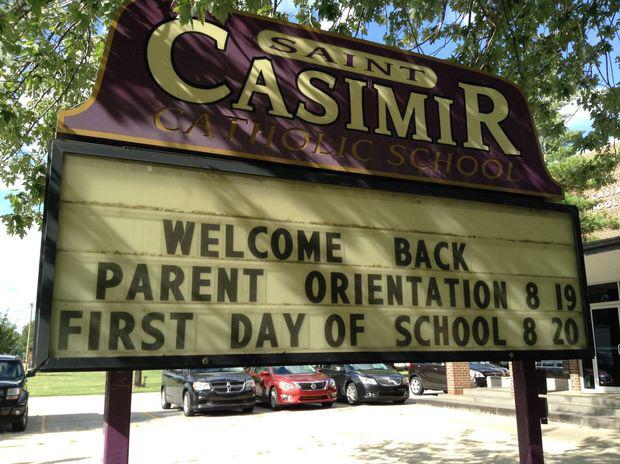 SAINT
CASIMIR
CATHOLIC SCHOOL
WELCOME BACK
PARENT ORIENTATION 8 19
FIRST DAY OF SCHOOL 8 20